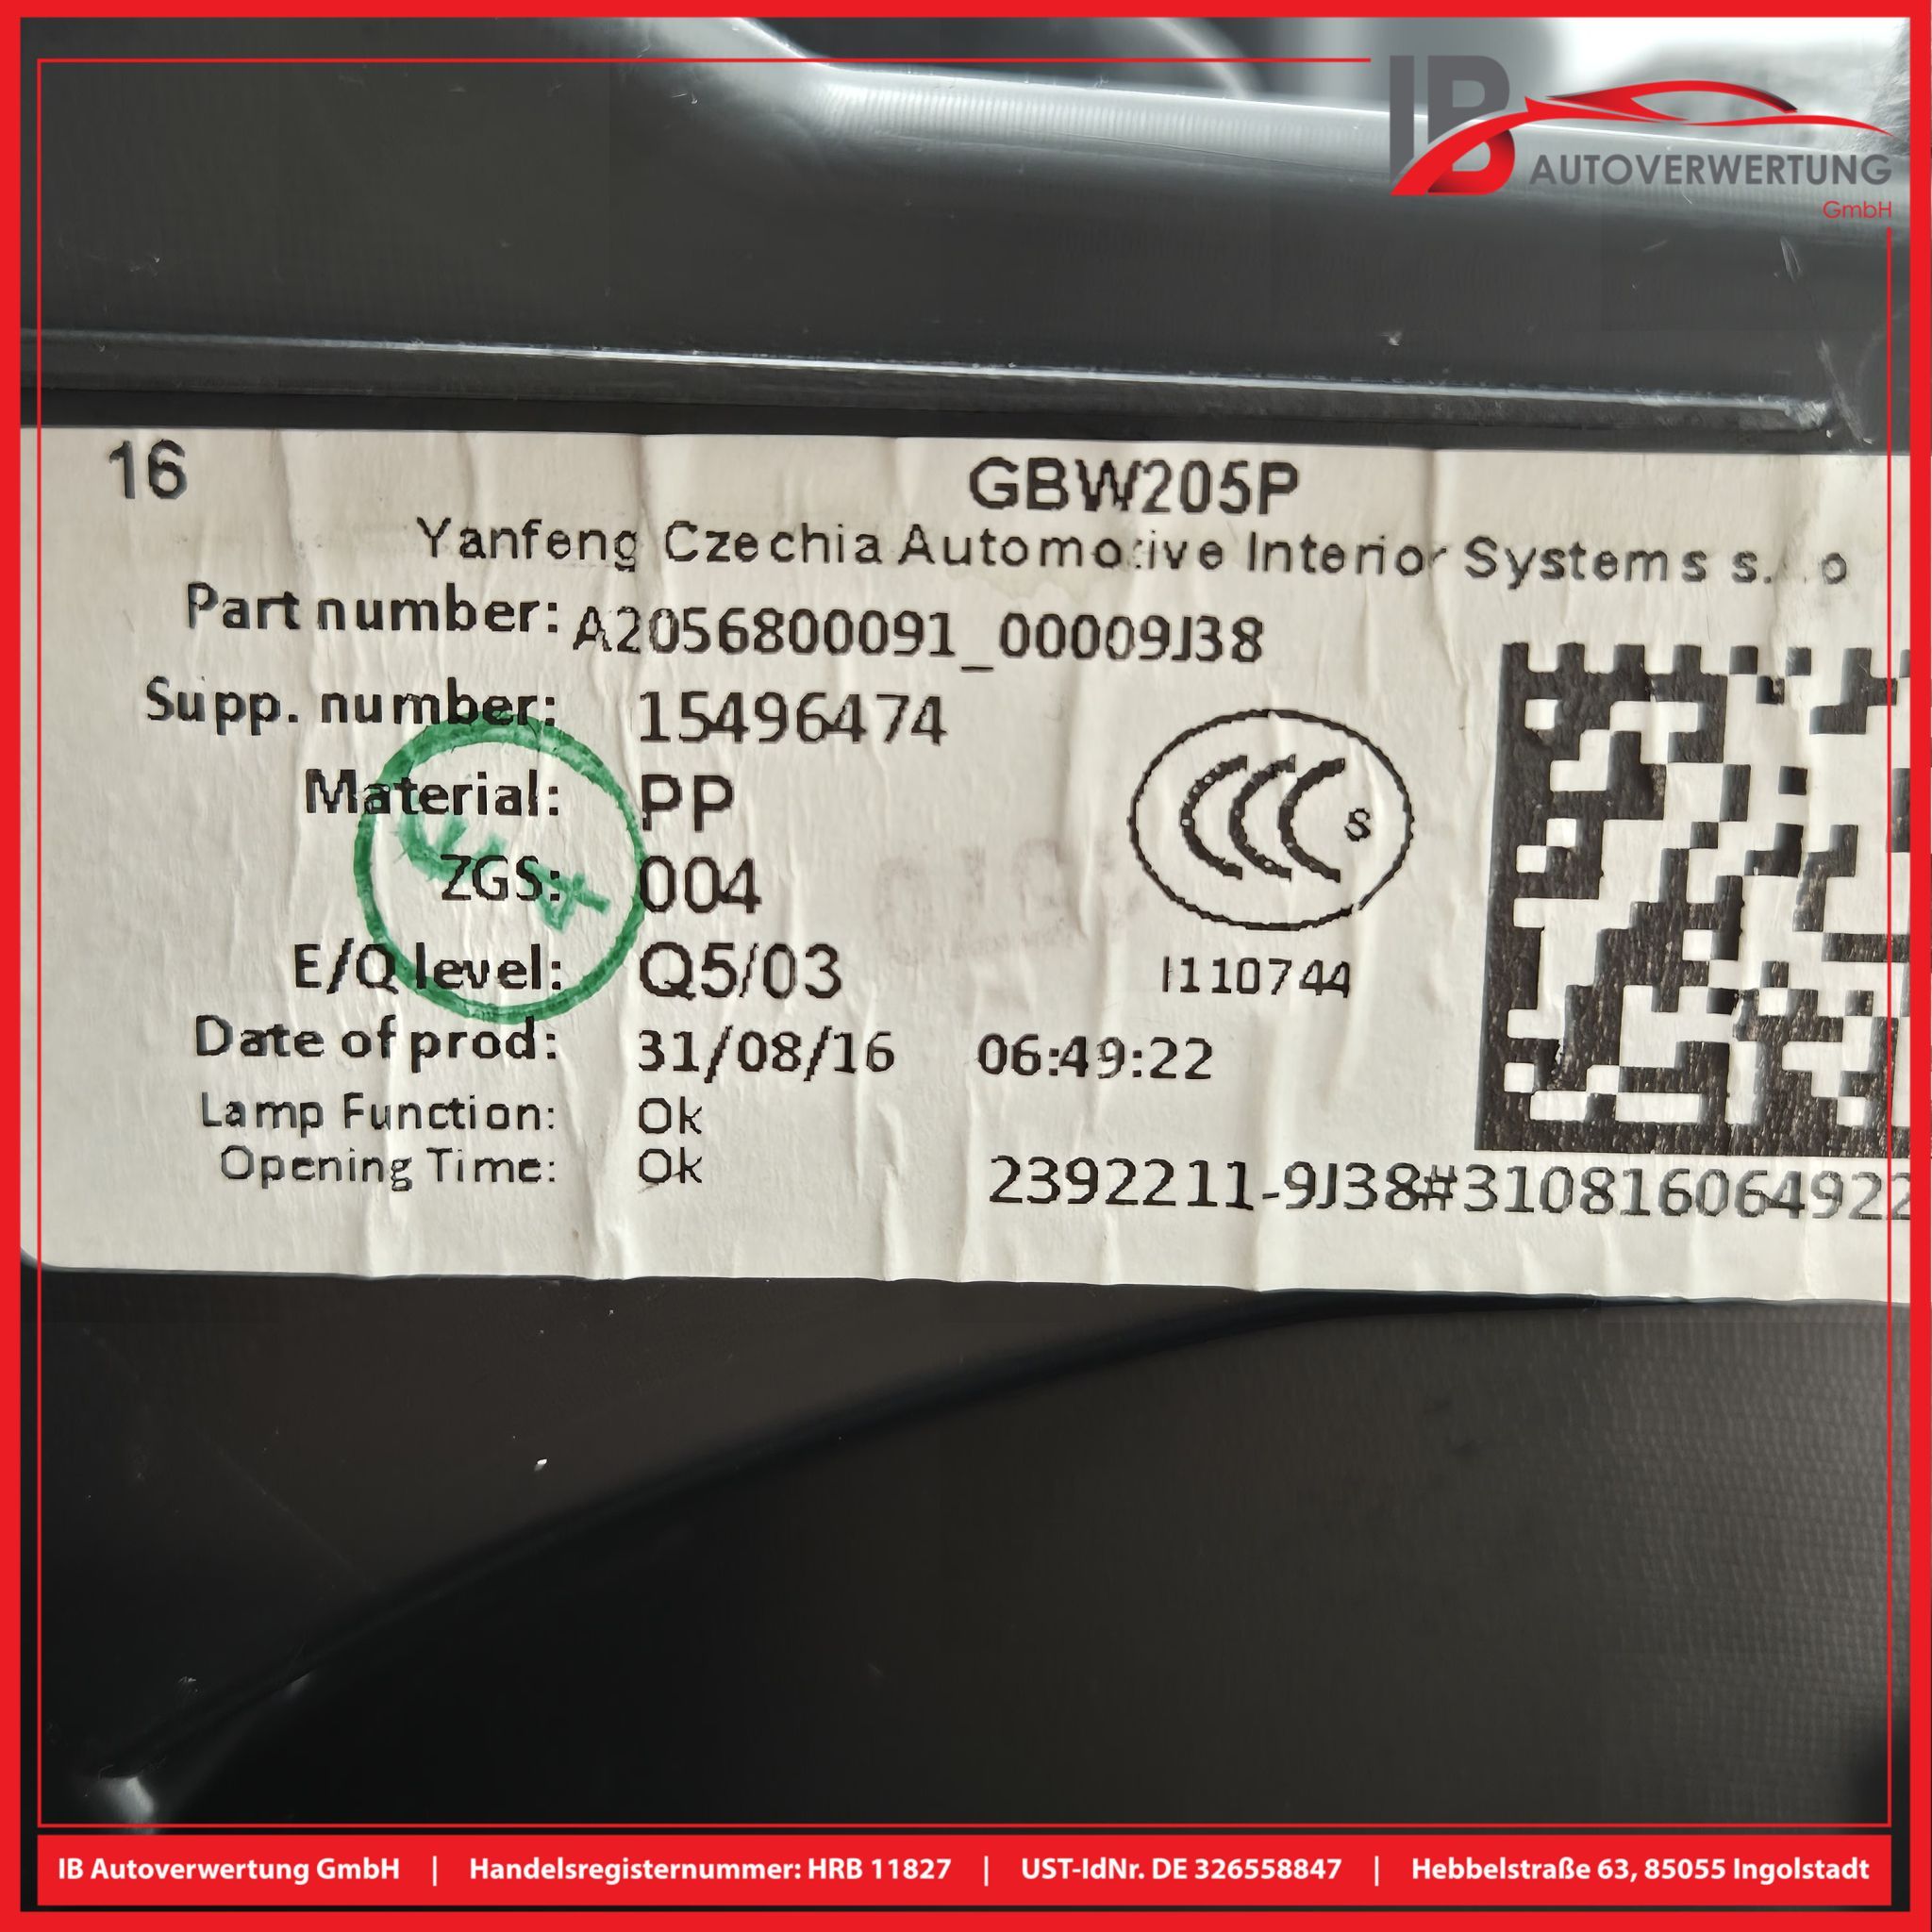 IB AUTOVERWERTUNG
GmbH
16 GBW205P
Yanfeng Czechia Automotive Interior Systems
Part number: A2056800091_00009J38
Supp. number: 15496474
Material: PP
ZGS: 004
E/Q level: Q5/03
CCC S
I110744
Date of prod: 31/08/16 06:49:22
Lamp Function: Ok
Opening Time: Ok
2392211-9J38#310816064922
IB Autoverwertung GmbH | Handelsregisternummer: HRB 11827 | UST-IdNr. DE 326558847 | Hebbelstraße 63, 85055 Ingolstadt